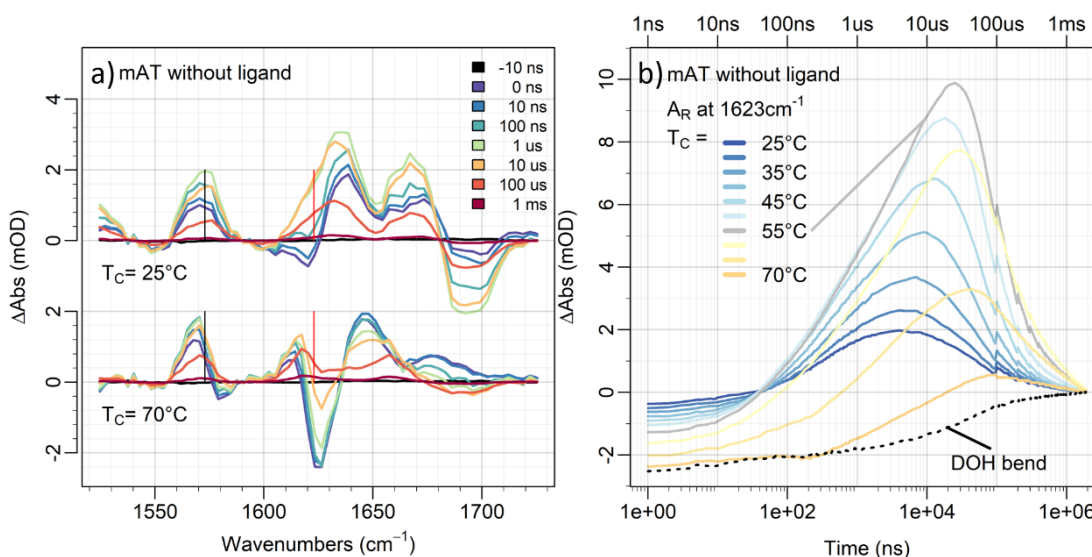 a) mAT without ligand
-10 ns
0 ns
10 ns
100 ns
1 us
10 us
100 us
1 ms
T_C= 25°C
T_C= 70°C
4
2
0
2
0
-2
ΔAbs (mOD)
1550 1600 1650 1700
Wavenumbers (cm⁻¹)
1ns 10ns 100ns 1us 10us 100us 1ms
b) mAT without ligand
A_R at 1623cm⁻¹
T_C =
25°C
35°C
45°C
55°C
70°C
DOH bend
10
8
6
4
2
0
-2
ΔAbs (mOD)
1e+00 1e+02 1e+04 1e+06
Time (ns)